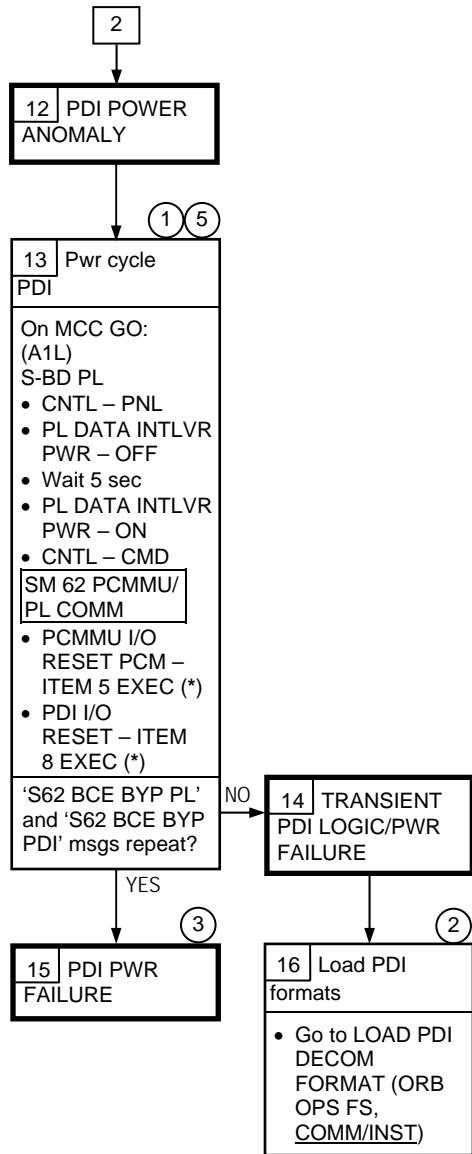 2
12 PDI POWER
ANOMALY
1 5
13 Pwr cycle
PDI
On MCC GO:
(A1L)
S-BD PL
• CNTL – PNL
• PL DATA INTLVR
PWR – OFF
• Wait 5 sec
• PL DATA INTLVR
PWR – ON
• CNTL – CMD
SM 62 PCMMU/
PL COMM
• PCMMU I/O
RESET PCM –
ITEM 5 EXEC (*)
• PDI I/O
RESET – ITEM
8 EXEC (*)
‘S62 BCE BYP PL’
and ‘S62 BCE BYP
PDI’ msgs repeat?
NO
14 TRANSIENT
PDI LOGIC/PWR
FAILURE
YES
3
15 PDI PWR
FAILURE
2
16 Load PDI
formats
• Go to LOAD PDI
DECOM
FORMAT (ORB
OPS FS,
COMM/INST)